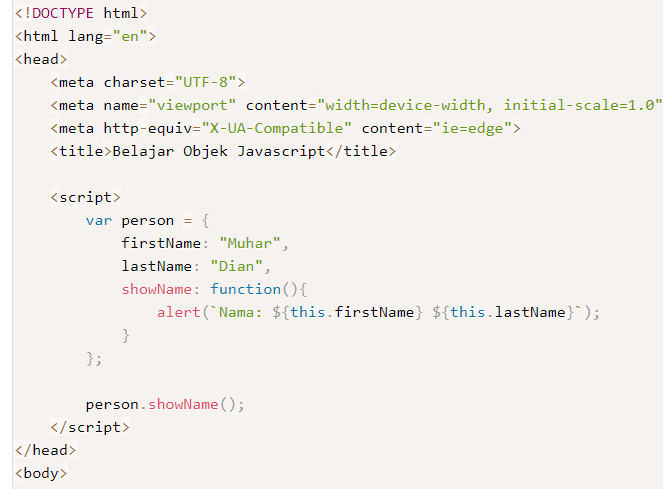 <!DOCTYPE html>
<html lang="en">
<head>
    <meta charset="UTF-8">
    <meta name="viewport" content="width=device-width, initial-scale=1.0"
    <meta http-equiv="X-UA-Compatible" content="ie=edge">
    <title>Belajar Objek Javascript</title>
    <script>
        var person = {
            firstName: "Muhar",
            lastName: "Dian",
            showName: function(){
                alert(`Nama: ${this.firstName} ${this.lastName}`);
            }
        };
        person.showName();
    </script>
</head>
<body>